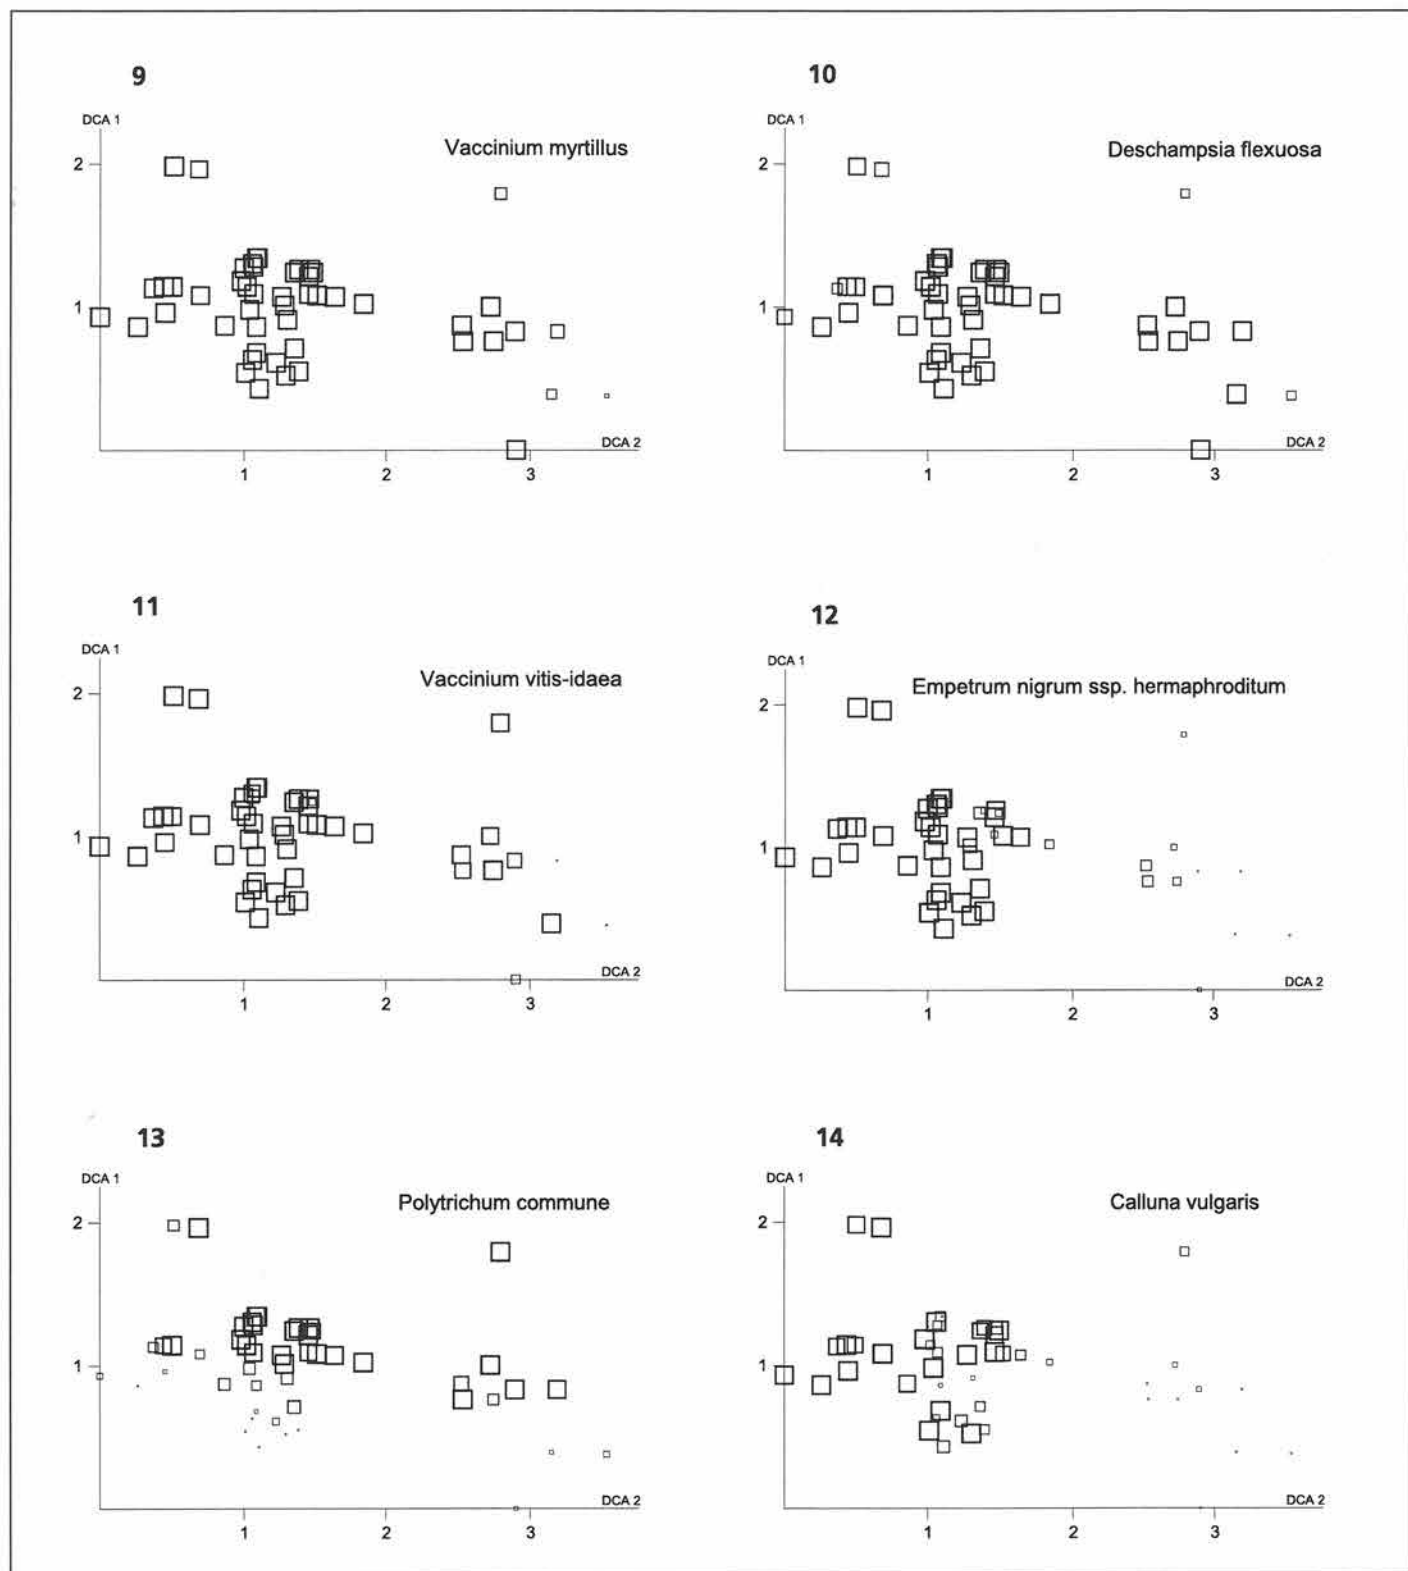 9
DCA 1
Vaccinium myrtillus
2
1
DCA 2
1 2 3
10
DCA 1
Deschampsia flexuosa
2
1
DCA 2
1 2 3
11
DCA 1
Vaccinium vitis-idaea
2
1
DCA 2
1 2 3
12
DCA 1
Empetrum nigrum ssp. hermaphroditum
2
1
DCA 2
1 2 3
13
DCA 1
Polytrichum commune
2
1
DCA 2
1 2 3
14
DCA 1
Calluna vulgaris
2
1
DCA 2
1 2 3